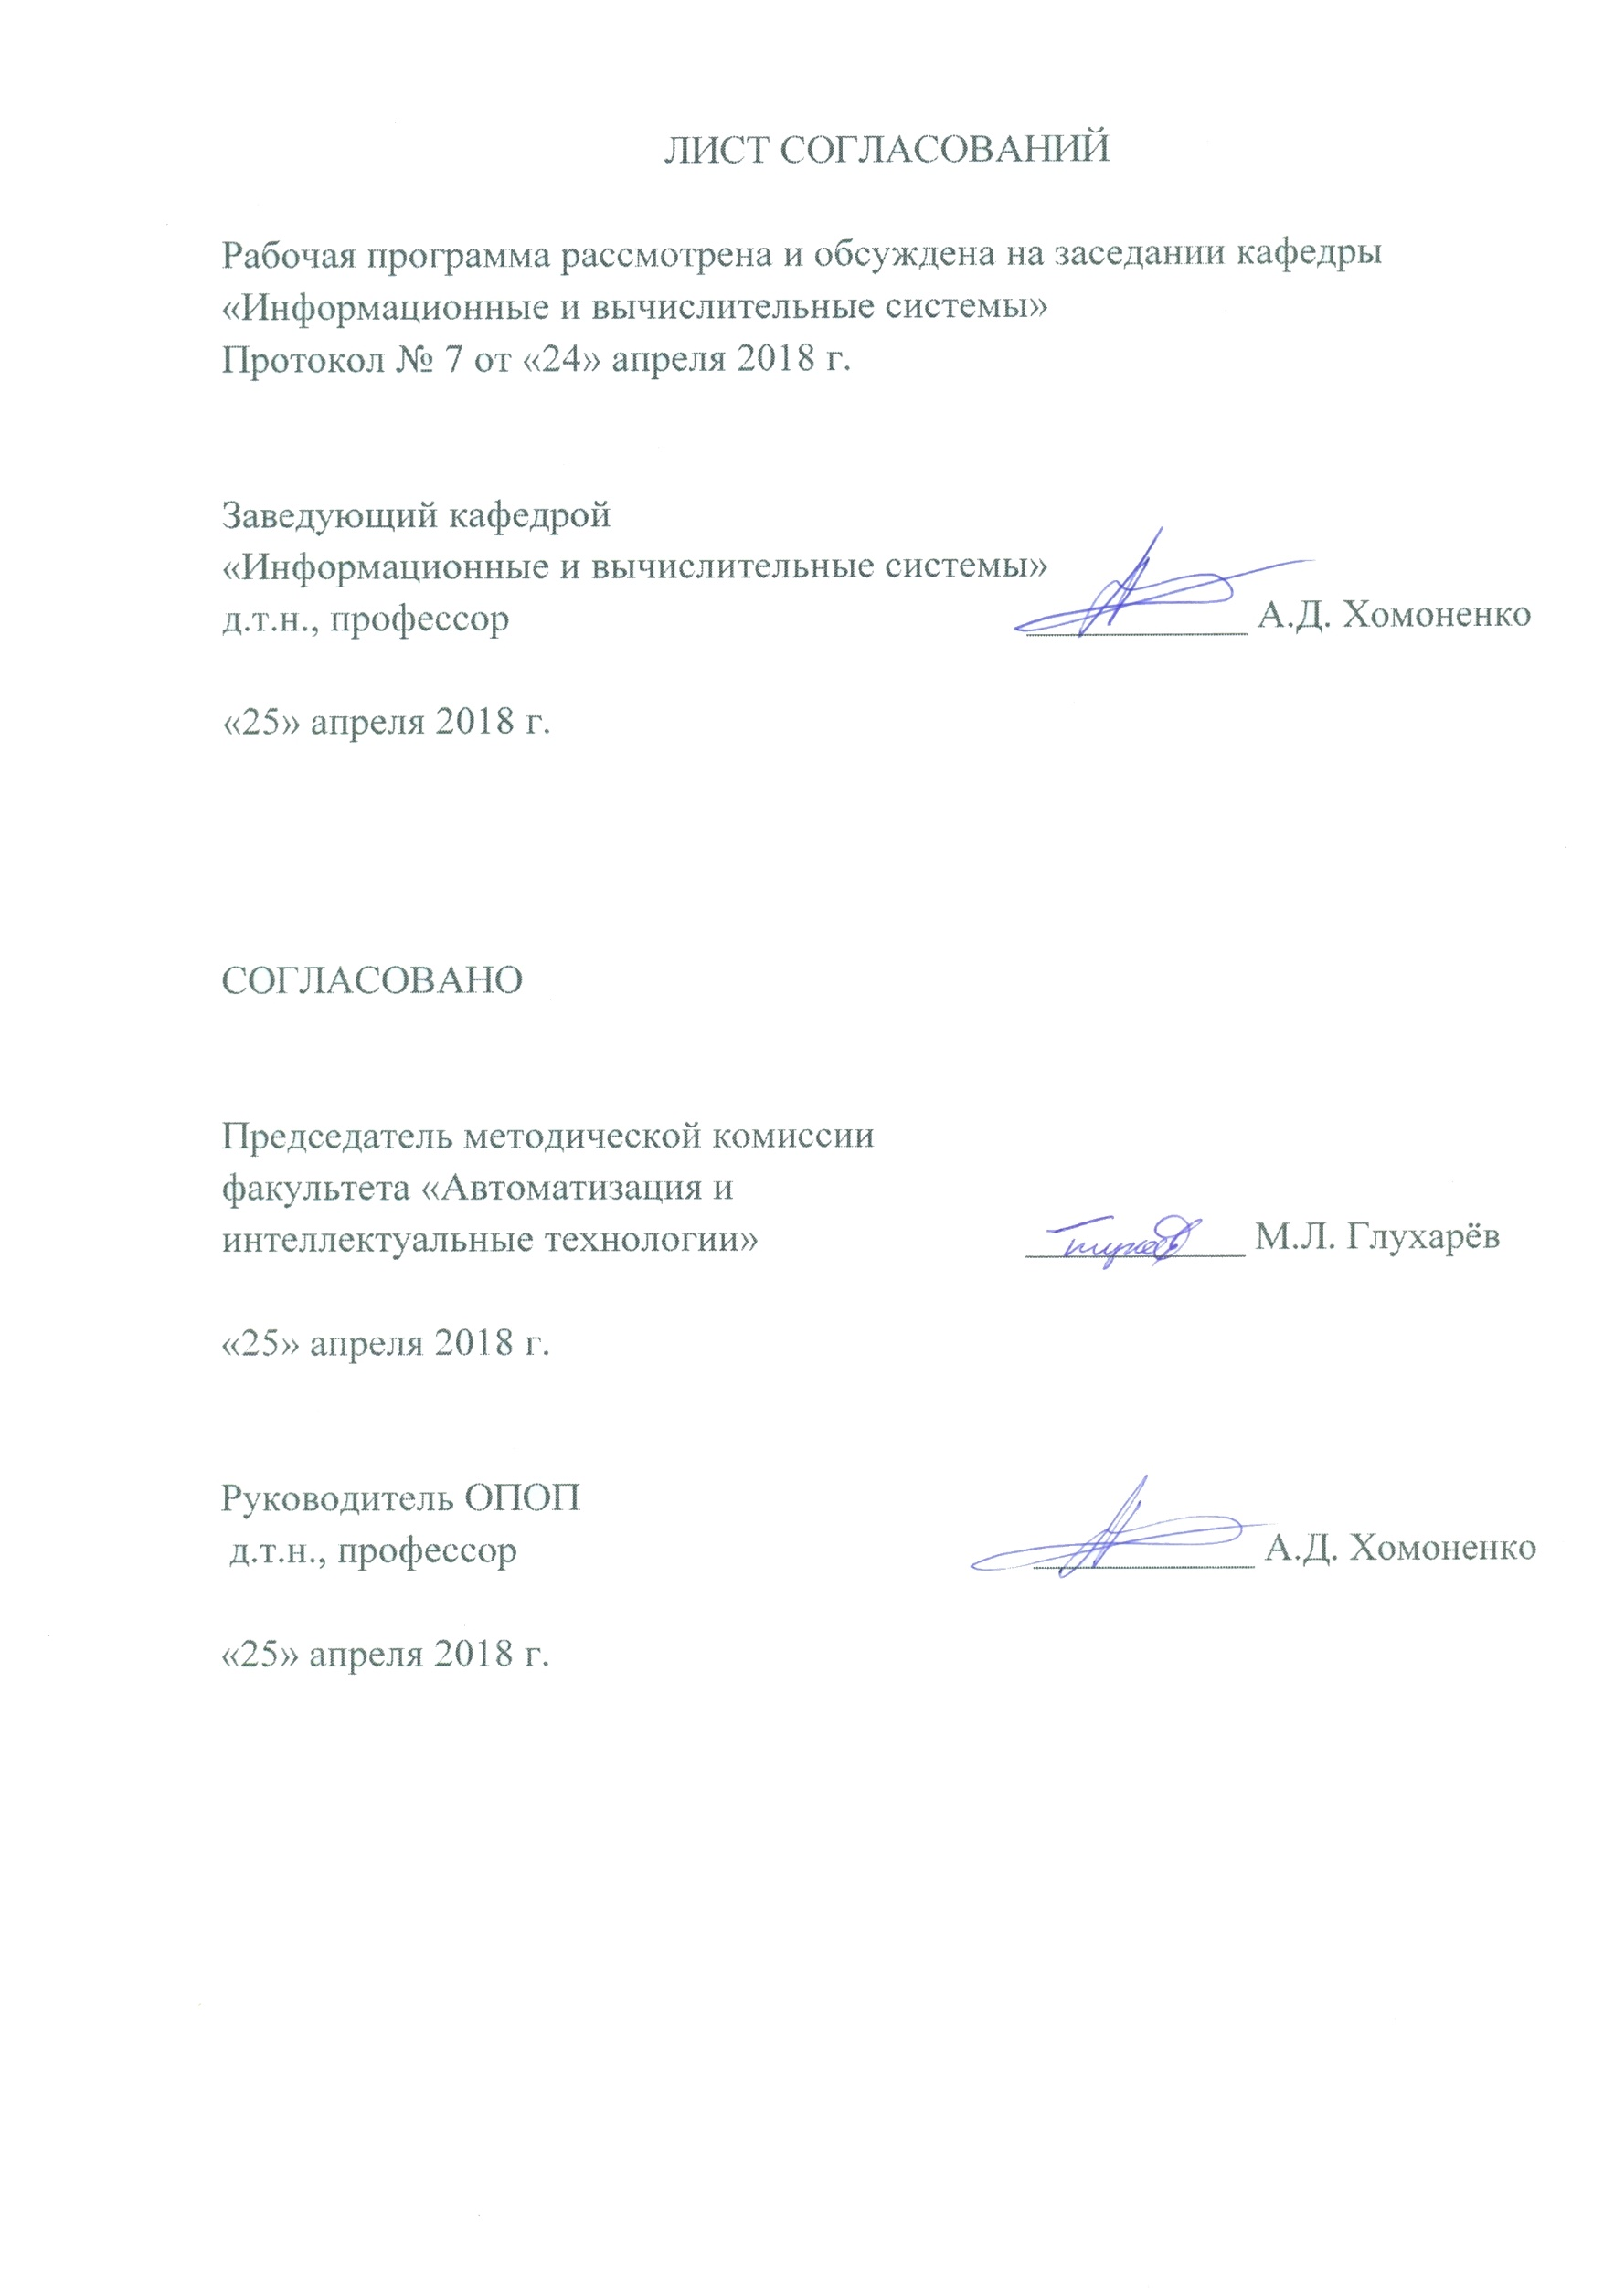 ЛИСТ СОГЛАСОВАНИЙ
Рабочая программа рассмотрена и обсуждена на заседании кафедры
«Информационные и вычислительные системы»
Протокол № 7 от «24» апреля 2018 г.
Заведующий кафедрой
«Информационные и вычислительные системы»
д.т.н., профессор А.Д. Хомоненко
«25» апреля 2018 г.
СОГЛАСОВАНО
Председатель методической комиссии
факультета «Автоматизация и
интеллектуальные технологии» М.Л. Глухарёв
«25» апреля 2018 г.
Руководитель ОПОП
д.т.н., профессор А.Д. Хомоненко
«25» апреля 2018 г.